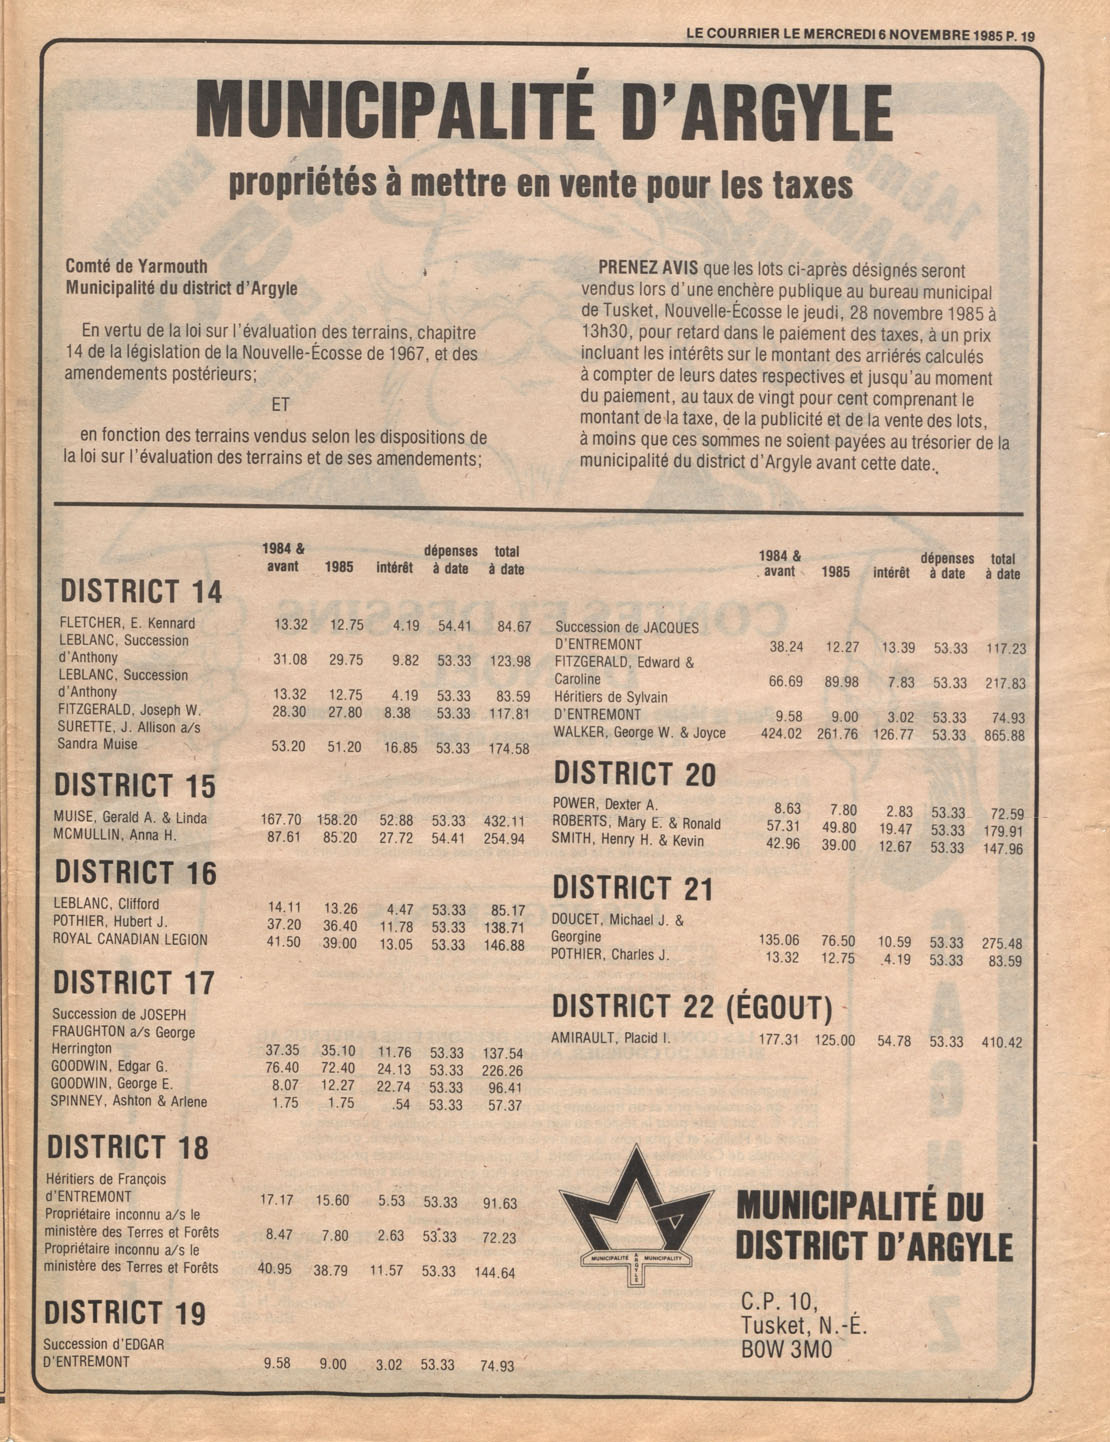 LE COURRIER LE MERCREDI 6 NOVEMBRE 1985 P. 19
MUNICIPALITÉ D'ARGYLE
propriétés à mettre en vente pour les taxes
Comté de Yarmouth
Municipalité du district d'Argyle
En vertu de la loi sur l'évaluation des terrains, chapitre
14 de la législation de la Nouvelle-Écosse de 1967, et des
amendements postérieurs;
ET
en fonction des terrains vendus selon les dispositions de
la loi sur l'évaluation des terrains et de ses amendements;
PRENEZ AVIS que les lots ci-après désignés seront
vendus lors d'une enchère publique au bureau municipal
de Tusket, Nouvelle-Écosse le jeudi, 28 novembre 1985 à
13h30, pour retard dans le paiement des taxes, à un prix
incluant les intérêts sur le montant des arriérés calculés
à compter de leurs dates respectives et jusqu'au moment
du paiement, au taux de vingt pour cent comprenant le
montant de la taxe, de la publicité et de la vente des lots,
à moins que ces sommes ne soient payées au trésorier de la
municipalité du district d'Argyle avant cette date.
1984 & dépenses total
avant 1985 intérêt à date à date
DISTRICT 14
FLETCHER, E. Kennard 13.32 12.75 4.19 54.41 84.67
LEBLANC, Succession
d'Anthony 31.08 29.75 9.82 53.33 123.98
LEBLANC, Succession
d'Anthony 13.32 12.75 4.19 53.33 83.59
FITZGERALD, Joseph W. 28.30 27.80 8.38 53.33 117.81
SURETTE, J. Allison a/s
Sandra Muise 53.20 51.20 16.85 53.33 174.58
DISTRICT 15
MUISE, Gerald A. & Linda 167.70 158.20 52.88 53.33 432.11
MCMULLIN, Anna H. 87.61 85.20 27.72 54.41 254.94
DISTRICT 16
LEBLANC, Clifford 14.11 13.26 4.47 53.33 85.17
POTHIER, Hubert J. 37.20 36.40 11.78 53.33 138.71
ROYAL CANADIAN LEGION 41.50 39.00 13.05 53.33 146.88
DISTRICT 17
Succession de JOSEPH
FRAUGHTON a/s George
Herrington 37.35 35.10 11.76 53.33 137.54
GOODWIN, Edgar G. 76.40 72.40 24.13 53.33 226.26
GOODWIN, George E. 8.07 12.27 22.74 53.33 96.41
SPINNEY, Ashton & Arlene 1.75 1.75 .54 53.33 57.37
DISTRICT 18
Héritiers de François
d'ENTREMONT 17.17 15.60 5.53 53.33 91.63
Propriétaire inconnu a/s le
ministère des Terres et Forêts 8.47 7.80 2.63 53.33 72.23
Propriétaire inconnu a/s le
ministère des Terres et Forêts 40.95 38.79 11.57 53.33 144.64
DISTRICT 19
Succession d'EDGAR
D'ENTREMONT 9.58 9.00 3.02 53.33 74.93
1984 & dépenses total
avant 1985 intérêt à date à date
Succession de JACQUES
D'ENTREMONT 38.24 12.27 13.39 53.33 117.23
FITZGERALD, Edward &
Caroline 66.69 89.98 7.83 53.33 217.83
Héritiers de Sylvain
D'ENTREMONT 9.58 9.00 3.02 53.33 74.93
WALKER, George W. & Joyce 424.02 261.76 126.77 53.33 865.88
DISTRICT 20
POWER, Dexter A. 8.63 7.80 2.83 53.33 72.59
ROBERTS, Mary E. & Ronald 57.31 49.80 19.47 53.33 179.91
SMITH, Henry H. & Kevin 42.96 39.00 12.67 53.33 147.96
DISTRICT 21
DOUCET, Michael J. &
Georgine 135.06 76.50 10.59 53.33 275.48
POTHIER, Charles J. 13.32 12.75 4.19 53.33 83.59
DISTRICT 22 (ÉGOUT)
AMIRAULT, Placid I. 177.31 125.00 54.78 53.33 410.42
MUNICIPALITÉ ARGYLE MUNICIPALITY
MUNICIPALITÉ DU
DISTRICT D'ARGYLE
C.P. 10,
Tusket, N.-É.
BOW 3MO